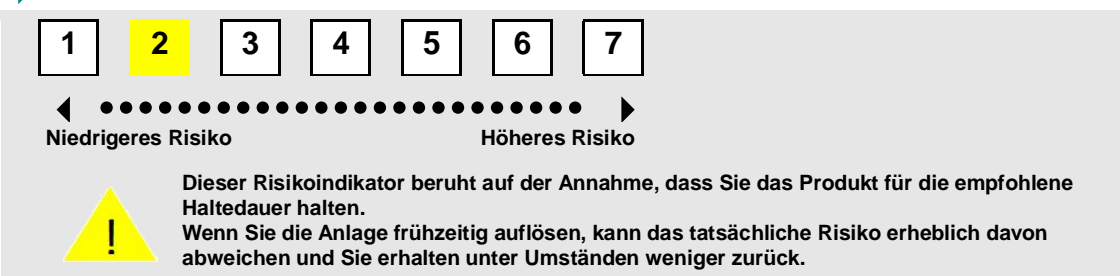 1 2 3 4 5 6 7
Niedrigeres Risiko Höheres Risiko
Dieser Risikoindikator beruht auf der Annahme, dass Sie das Produkt für die empfohlene
Haltedauer halten.
Wenn Sie die Anlage frühzeitig auflösen, kann das tatsächliche Risiko erheblich davon
abweichen und Sie erhalten unter Umständen weniger zurück.
!